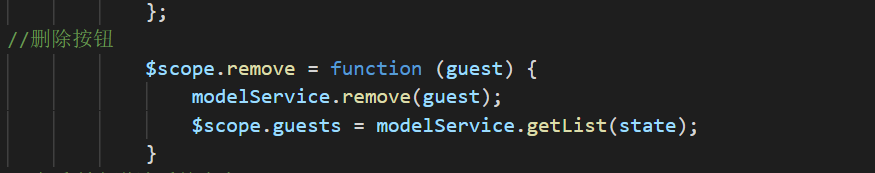 };
//删除按钮
$scope.remove = function (guest) {
modelService.remove(guest);
$scope.guests = modelService.getList(state);
}